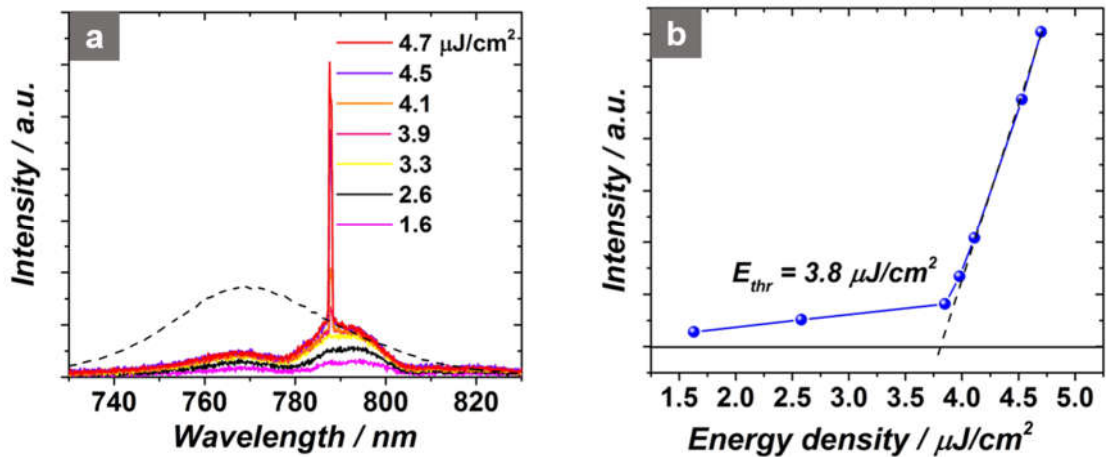 a
4.7 μJ/cm²
4.5
4.1
3.9
3.3
2.6
1.6
Intensity / a.u.
740 760 780 800 820
Wavelength / nm
b
E_thr = 3.8 μJ/cm²
Intensity / a.u.
1.5 2.0 2.5 3.0 3.5 4.0 4.5 5.0
Energy density / μJ/cm²